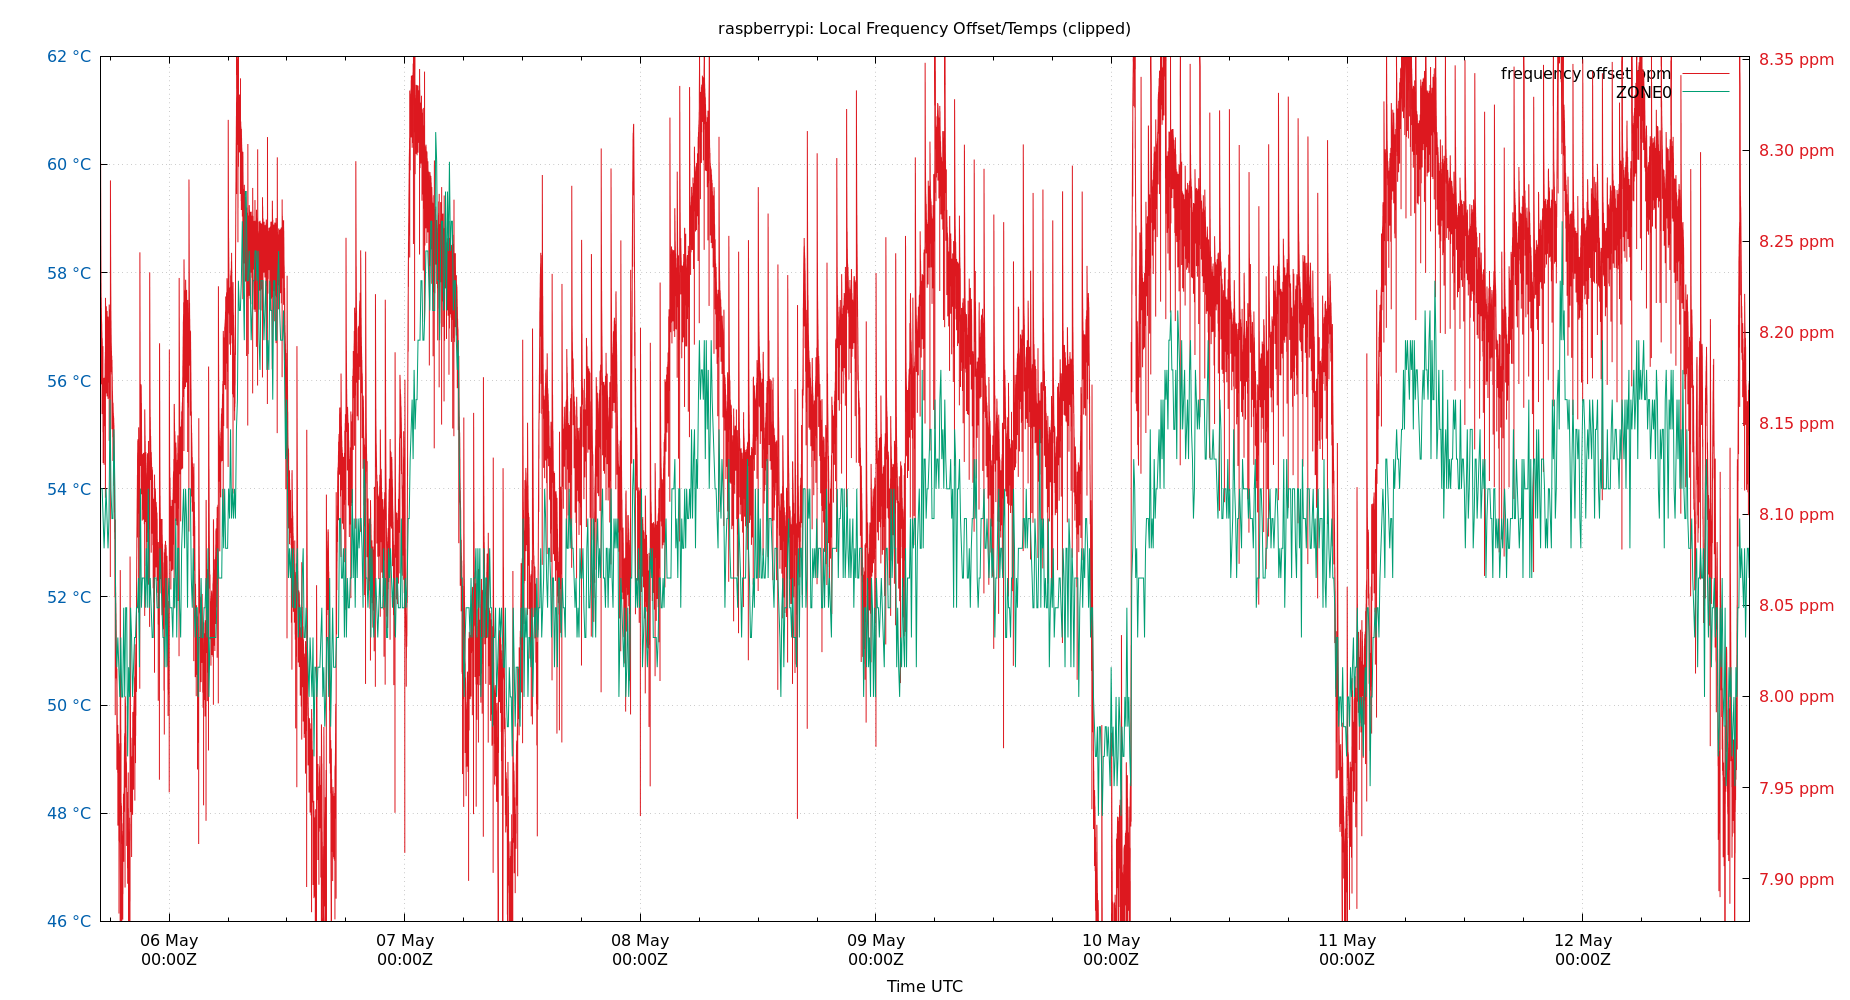 raspberrypi: Local Frequency Offset/Temps (clipped)
62 °C
60 °C
58 °C
56 °C
54 °C
52 °C
50 °C
48 °C
46 °C
8.35 ppm
8.30 ppm
8.25 ppm
8.20 ppm
8.15 ppm
8.10 ppm
8.05 ppm
8.00 ppm
7.95 ppm
7.90 ppm
frequency offset ppm
ZONE0
06 May
00:00Z
07 May
00:00Z
08 May
00:00Z
09 May
00:00Z
10 May
00:00Z
11 May
00:00Z
12 May
00:00Z
Time UTC